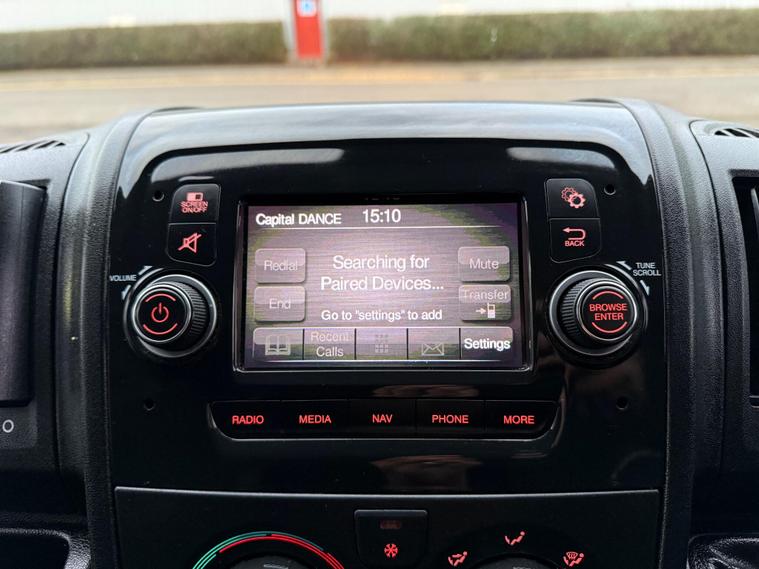 SCREEN
ON/OFF
VOLUME
Capital DANCE 15:10
Redial
Searching for
Paired Devices...
Mute
End
Transfer
Go to "settings" to add
Recent
Calls
Settings
BACK
TUNE
SCROLL
BROWSE
ENTER
RADIO MEDIA NAV PHONE MORE